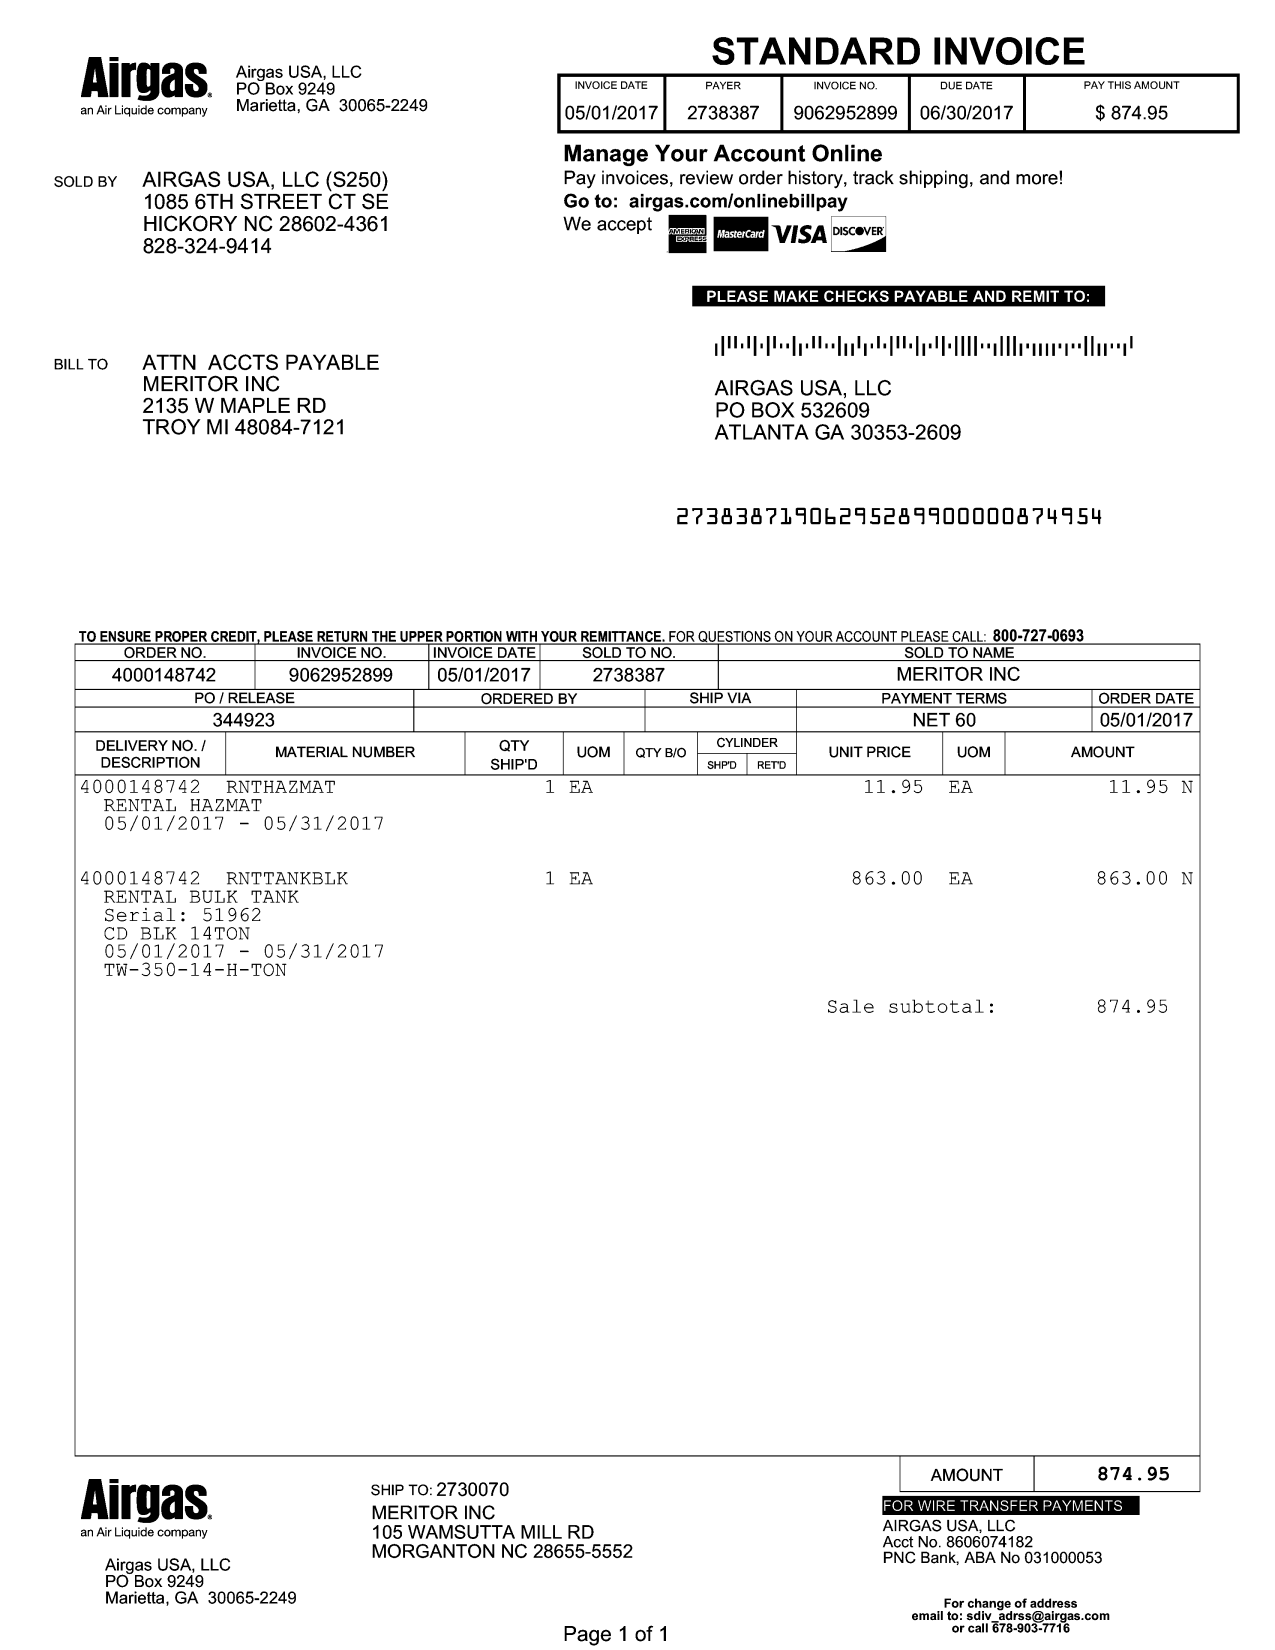 STANDARD INVOICE
Airgas
an Air Liquide company
Airgas USA, LLC
PO Box 9249
Marietta, GA 30065-2249
INVOICE DATE PAYER INVOICE NO. DUE DATE PAY THIS AMOUNT
05/01/2017 2738387 9062952899 06/30/2017 $ 874.95
Manage Your Account Online
Pay invoices, review order history, track shipping, and more!
Go to: airgas.com/onlinebillpay
We accept AMERICAN EXPRESS MasterCard VISA DISCOVER
SOLD BY AIRGAS USA, LLC (S250)
1085 6TH STREET CT SE
HICKORY NC 28602-4361
828-324-9414
PLEASE MAKE CHECKS PAYABLE AND REMIT TO:
BILL TO ATTN ACCTS PAYABLE
MERITOR INC
2135 W MAPLE RD
TROY MI 48084-7121
AIRGAS USA, LLC
PO BOX 532609
ATLANTA GA 30353-2609
27383871906295289900000874954
TO ENSURE PROPER CREDIT, PLEASE RETURN THE UPPER PORTION WITH YOUR REMITTANCE. FOR QUESTIONS ON YOUR ACCOUNT PLEASE CALL: 800-727-0693
ORDER NO. INVOICE NO. INVOICE DATE SOLD TO NO. SOLD TO NAME
4000148742 9062952899 05/01/2017 2738387 MERITOR INC
PO / RELEASE ORDERED BY SHIP VIA PAYMENT TERMS ORDER DATE
344923 NET 60 05/01/2017
DELIVERY NO. / DESCRIPTION MATERIAL NUMBER QTY SHIP'D UOM QTY B/O CYLINDER SHP'D RET'D UNIT PRICE UOM AMOUNT
4000148742 RNTHAZMAT 1 EA 11.95 EA 11.95 N
RENTAL HAZMAT
05/01/2017 - 05/31/2017
4000148742 RNTTANKBLK 1 EA 863.00 EA 863.00 N
RENTAL BULK TANK
Serial: 51962
CD BLK 14TON
05/01/2017 - 05/31/2017
TW-350-14-H-TON
Sale subtotal: 874.95
AMOUNT 874.95
Airgas
an Air Liquide company
Airgas USA, LLC
PO Box 9249
Marietta, GA 30065-2249
SHIP TO: 2730070
MERITOR INC
105 WAMSUTTA MILL RD
MORGANTON NC 28655-5552
FOR WIRE TRANSFER PAYMENTS
AIRGAS USA, LLC
Acct No. 8606074182
PNC Bank, ABA No 031000053
For change of address
email to: sdiv_adrss@airgas.com
or call 678-903-7716
Page 1 of 1